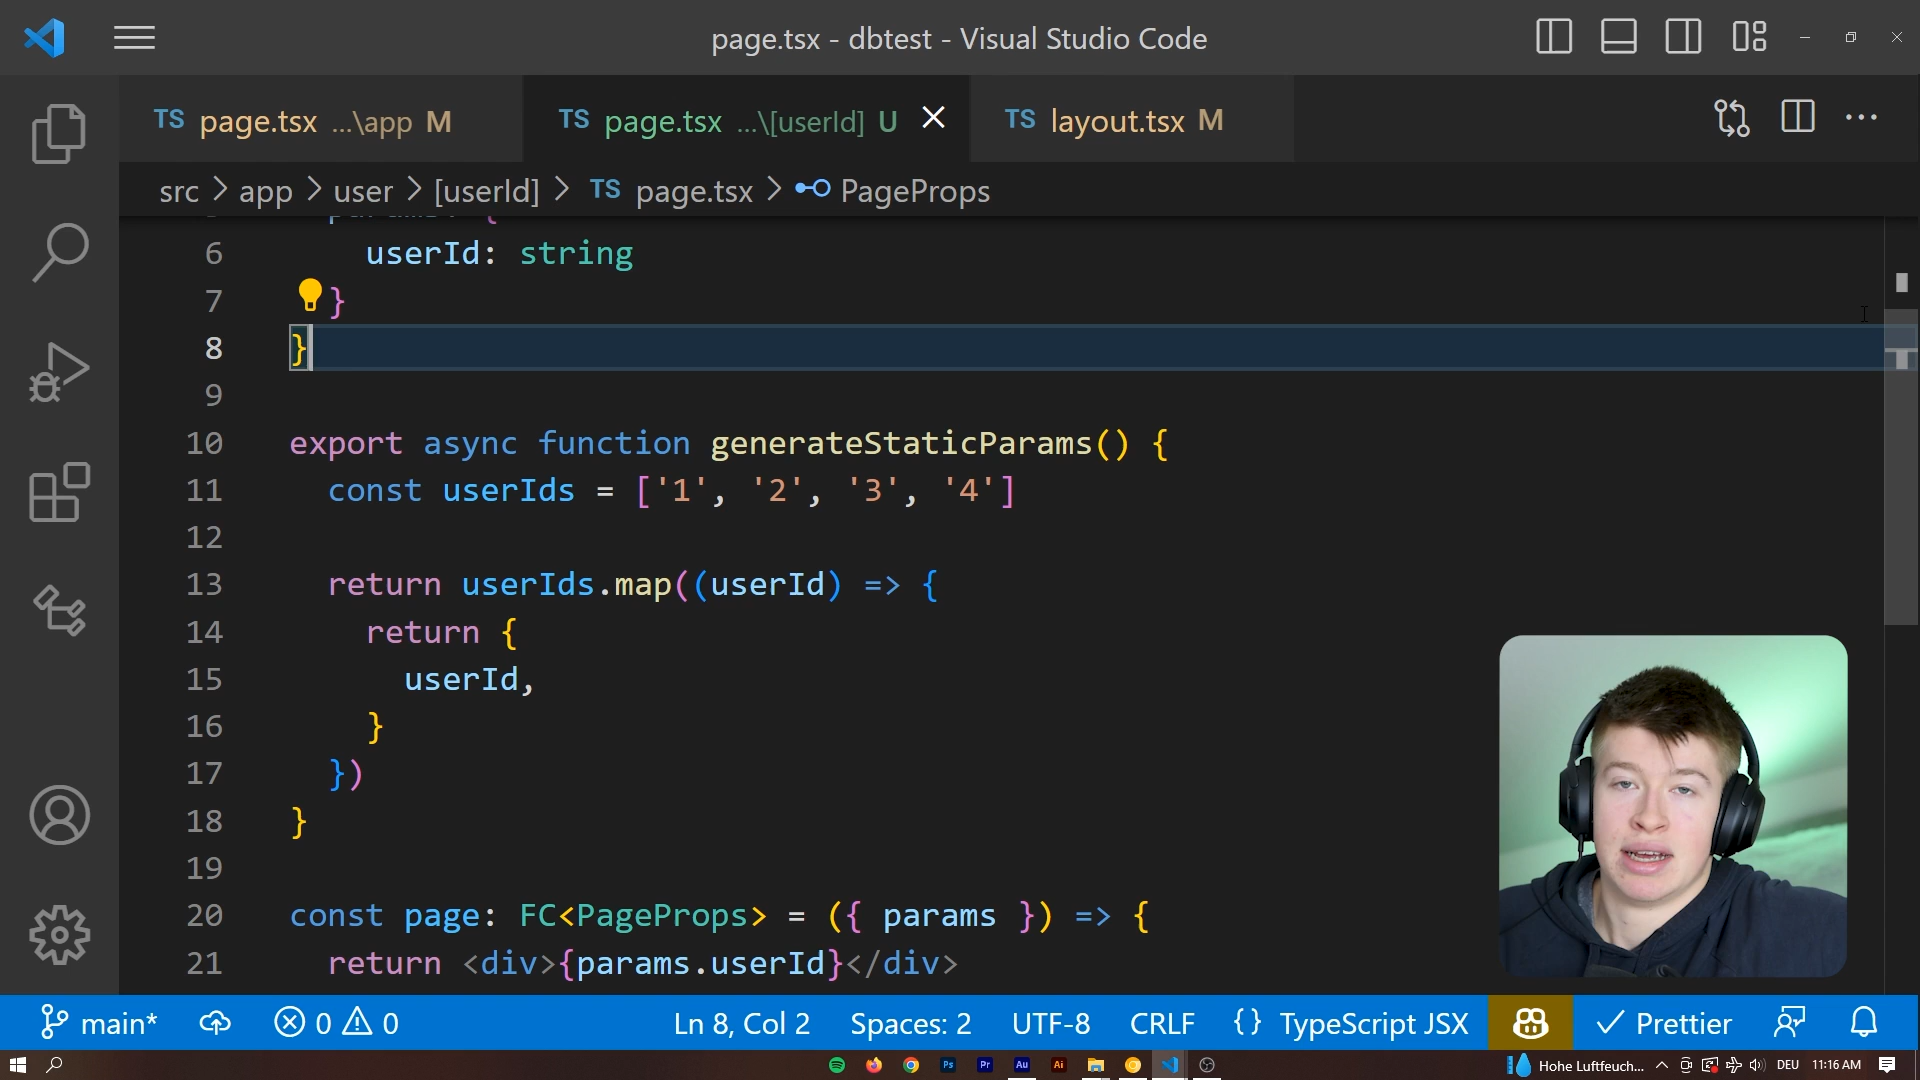 page.tsx - dbtest - Visual Studio Code
TS page.tsx ...\app M
TS page.tsx ...\[userId] U
TS layout.tsx M
src > app > user > [userId] > TS page.tsx > PageProps
6 userId: string
7 }
8 }
9
10 export async function generateStaticParams() {
11 const userIds = ['1', '2', '3', '4']
12
13 return userIds.map((userId) => {
14 return {
15 userId,
16 }
17 })
18 }
19
20 const page: FC<PageProps> = ({ params }) => {
21 return <div>{params.userId}</div>
main* 0 0 Ln 8, Col 2 Spaces: 2 UTF-8 CRLF {} TypeScript JSX Prettier
Ps Pr Au Ai Hohe Luftfeuch... DEU 11:16 AM